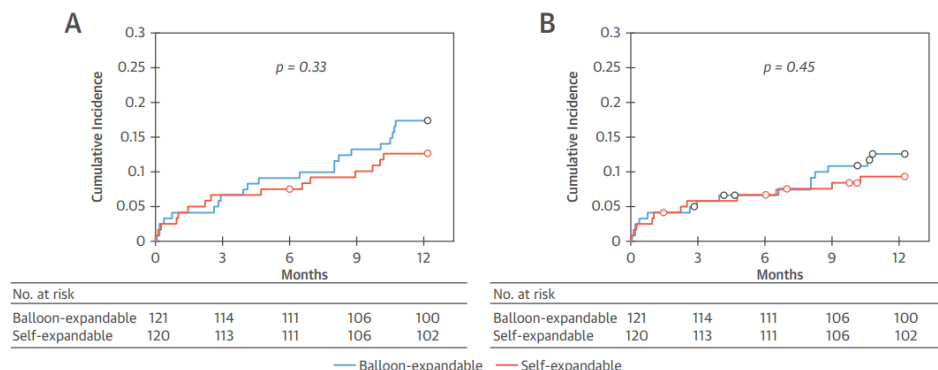 A
0.3
0.25
0.2
0.15
0.1
0.05
0
Cumulative Incidence
p = 0.33
0 3 6 9 12
Months
No. at risk
Balloon-expandable 121 114 111 106 100
Self-expandable 120 113 111 106 102
B
0.3
0.25
0.2
0.15
0.1
0.05
0
Cumulative Incidence
p = 0.45
0 3 6 9 12
Months
No. at risk
Balloon-expandable 121 114 111 106 100
Self-expandable 120 113 111 106 102
Balloon-expandable Self-expandable